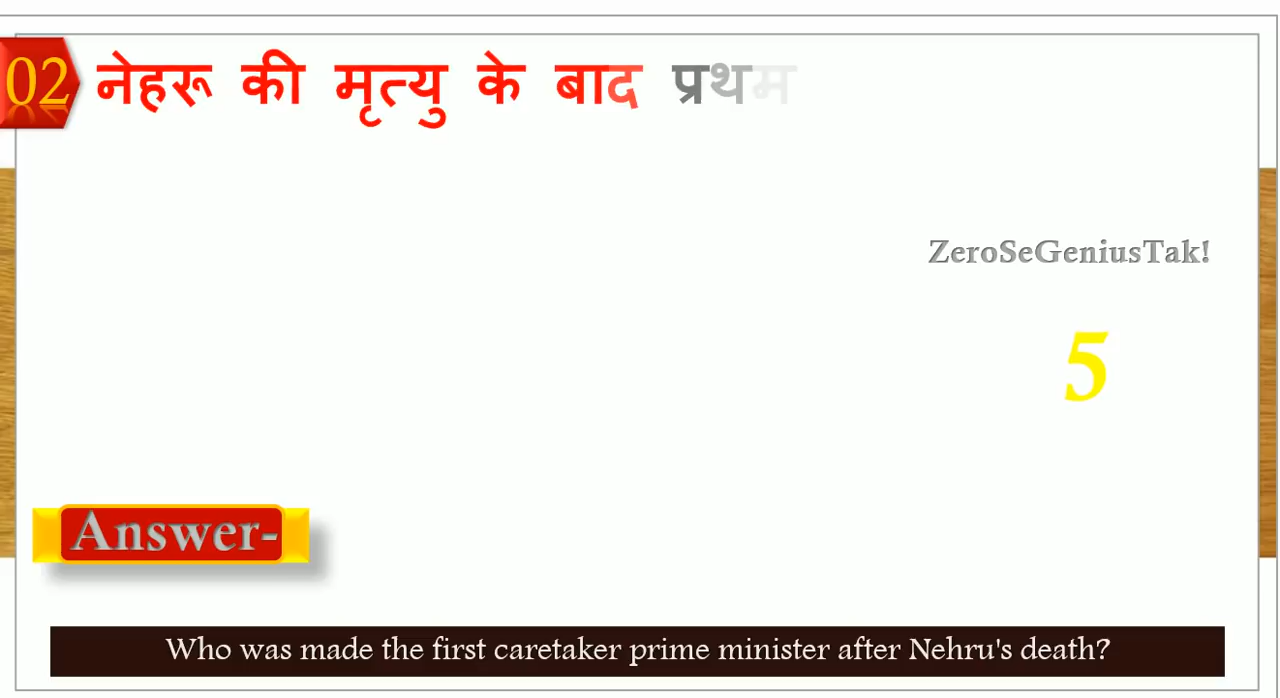 02 नेहरू की मृत्यु के बाद प्रथम
ZeroSeGeniusTak!
5
Answer-
Who was made the first caretaker prime minister after Nehru's death?